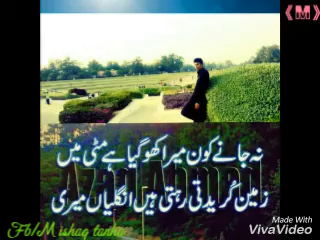 《M》
نہ جانے کون میرا کھو گیا ہے مٹی میں
زمین کریدتی رہتی ہیں انگلیاں میری
Fb/M ishaq tanha
Made With
VivaVideo